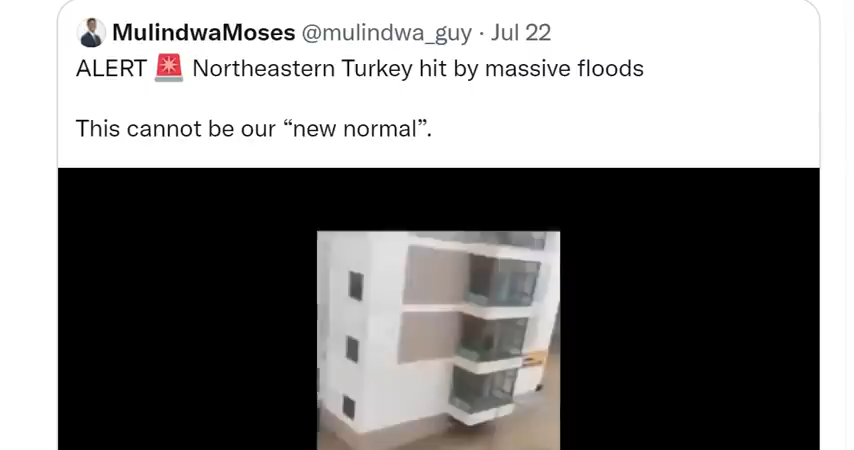 MulindwaMoses @mulindwa_guy · Jul 22
ALERT 🚨 Northeastern Turkey hit by massive floods
This cannot be our “new normal”.